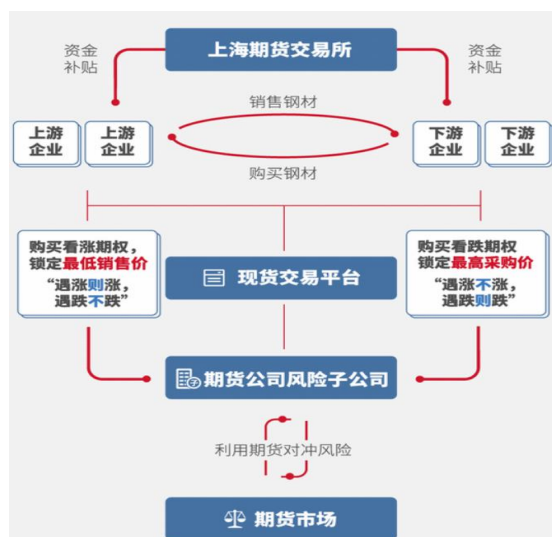 上海期货交易所
资金
补贴
资金
补贴
销售钢材
上游
企业
上游
企业
下游
企业
下游
企业
购买钢材
购买看涨期权，
锁定最低销售价
“遇涨则涨，
遇跌不跌”
现货交易平台
购买看跌期权
锁定最高采购价
“遇涨不涨，
遇跌则跌”
期货公司风险子公司
利用期货对冲风险
期货市场